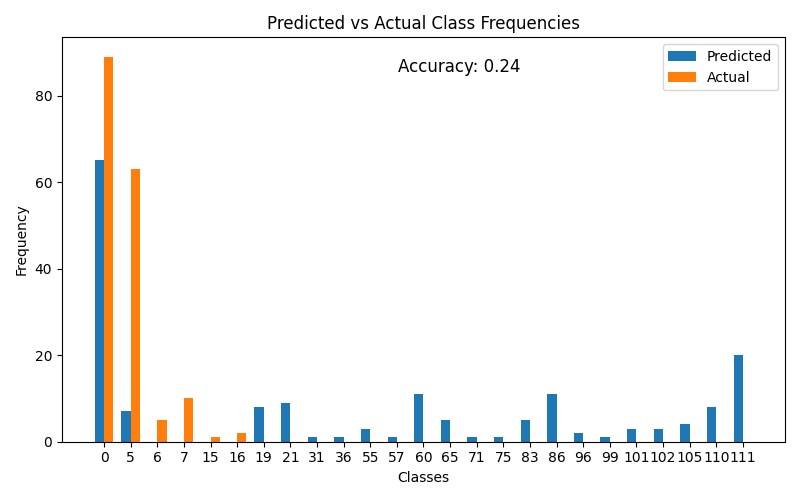 Predicted vs Actual Class Frequencies
Accuracy: 0.24
Predicted
Actual
Frequency
80
60
40
20
0
0 5 6 7 15 16 19 21 31 36 55 57 60 65 71 75 83 86 96 99 101 102 105 110 111
Classes